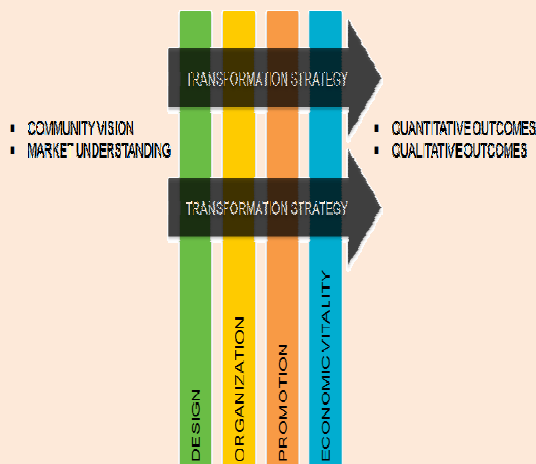 TRANSFORMATION STRATEGY
▪ COMMUNITY VISION
▪ MARKET UNDERSTANDING
▪ QUANTITATIVE OUTCOMES
▪ QUALITATIVE OUTCOMES
TRANSFORMATION STRATEGY
DESIGN
ORGANIZATION
PROMOTION
ECONOMIC VITALITY